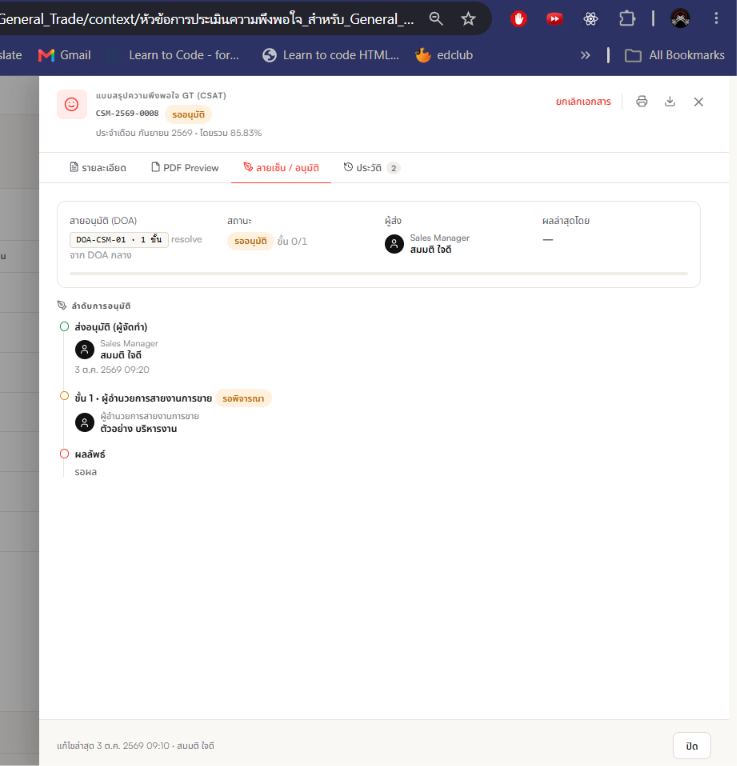 General_Trade/context/หัวข้อการประเมินความพึงพอใจ_สำหรับ_General_...
slate Gmail Learn to Code - for... Learn to code HTML... edclub » All Bookmarks
แบบสรุปความพึงพอใจ GT (CSAT)
CSM-2569-0008 รออนุมัติ
ประจำเดือน กันยายน 2569 • โดยรวม 85.83%
ยกเลิกเอกสาร
รายละเอียด PDF Preview ลายเซ็น / อนุมัติ ประวัติ 2
สายอนุมัติ (DOA) สถานะ ผู้ส่ง ผลล่าสุดโดย
DOA-CSM-01 · 1 ขั้น resolve
จาก DOA กลาง
รออนุมัติ ขั้น 0/1
Sales Manager
สมมติ ใจดี
—
ลำดับการอนุมัติ
ส่งอนุมัติ (ผู้จัดทำ)
Sales Manager
สมมติ ใจดี
3 ต.ค. 2569 09:20
ขั้น 1 • ผู้อำนวยการสายงานการขาย รอพิจารณา
ผู้อำนวยการสายงานการขาย
ตัวอย่าง บริหารงาน
ผลลัพธ์
รอผล
แก้ไขล่าสุด 3 ต.ค. 2569 09:10 • สมมติ ใจดี
ปิด